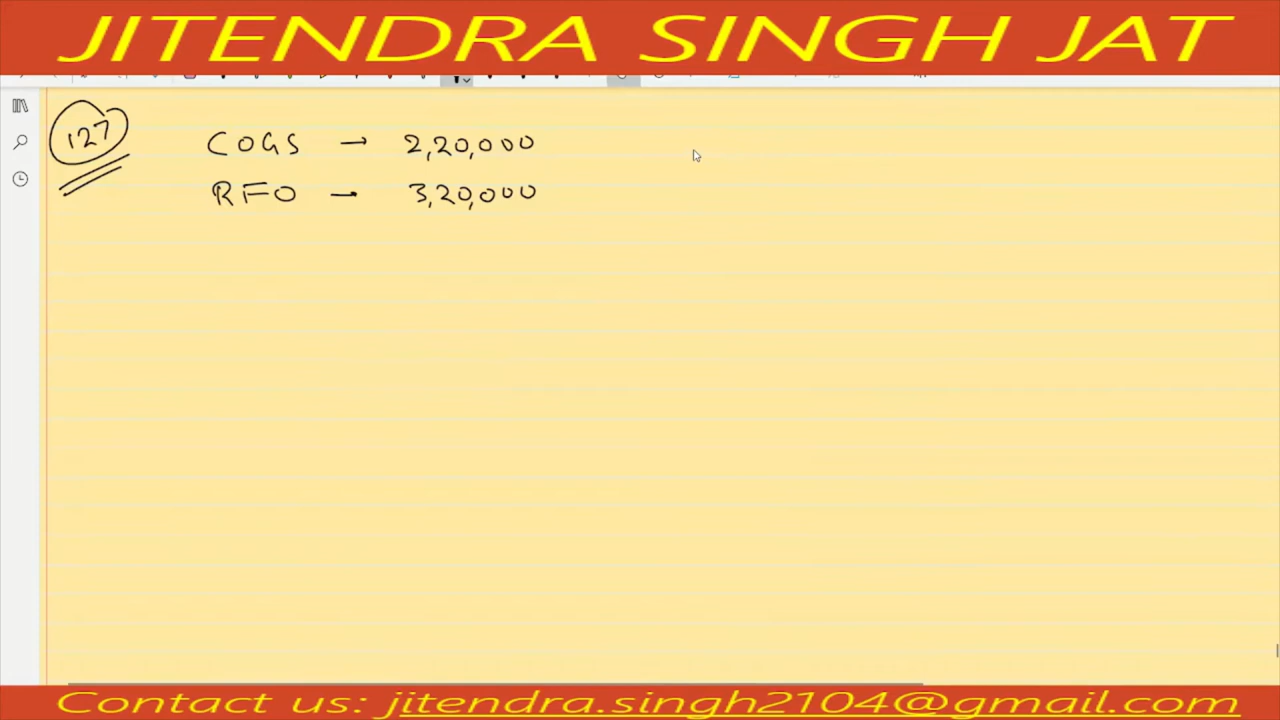 JITENDRA SINGH JAT
127
COGS → 2,20,000
RFO → 3,20,000
Contact us: jitendra.singh2104@gmail.com